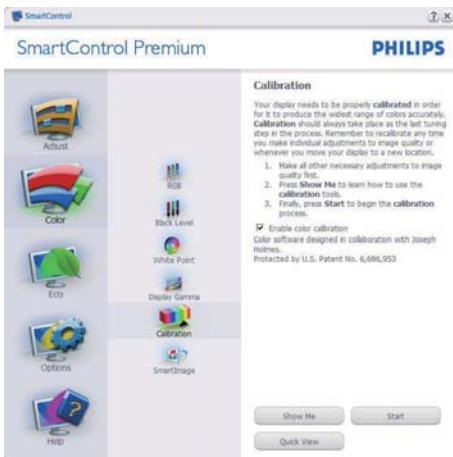 SmartControl
SmartControl Premium
PHILIPS
Adjust
Color
Eco
Options
Help
RGB
Black Level
White Point
Display Gamma
Calibration
SmartImage
Calibration
Your display needs to be properly calibrated in order
for it to produce the widest range of colors accurately.
Calibration should always take place as the last tuning
step in the process. Remember to recalibrate any time
you make individual adjustments to image quality or
whenever you move your display to a new location.
1. Make all other necessary adjustments to image
quality first.
2. Press Show Me to learn how to use the
calibration tools.
3. Finally, press Start to begin the calibration
process.
Enable color calibration
Color software designed in collaboration with Joseph
Holmes.
Protected by U.S. Patent No. 6,686,953
Show Me
Start
Quick View